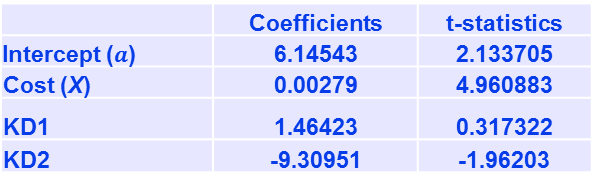 Coefficients t-statistics
Intercept (a) 6.14543 2.133705
Cost (X) 0.00279 4.960883
KD1 1.46423 0.317322
KD2 -9.30951 -1.96203